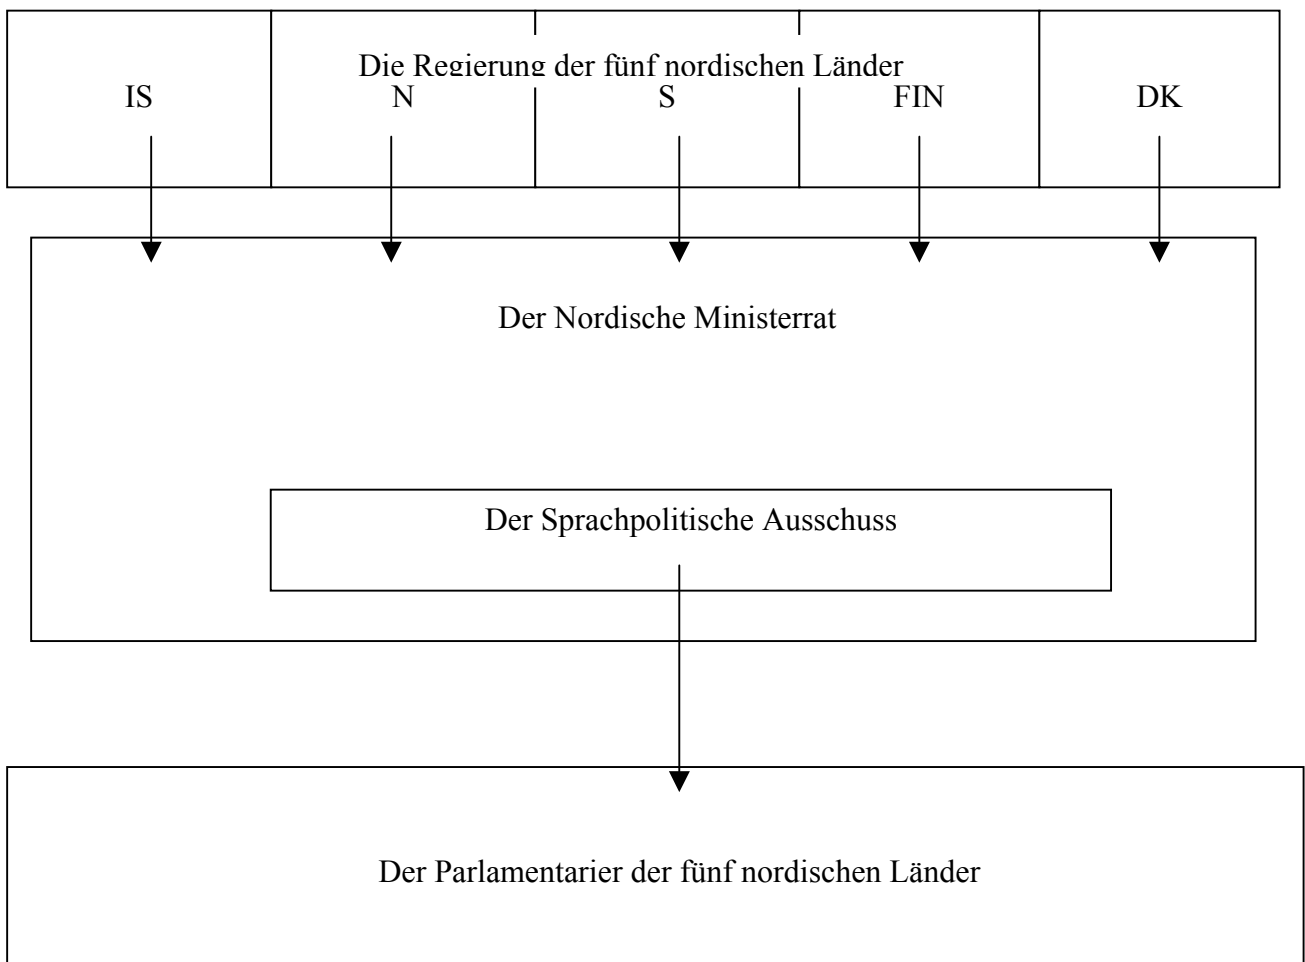 Die Regierung der fünf nordischen Länder
IS N S FIN DK
Der Nordische Ministerrat
Der Sprachpolitische Ausschuss
Der Parlamentarier der fünf nordischen Länder